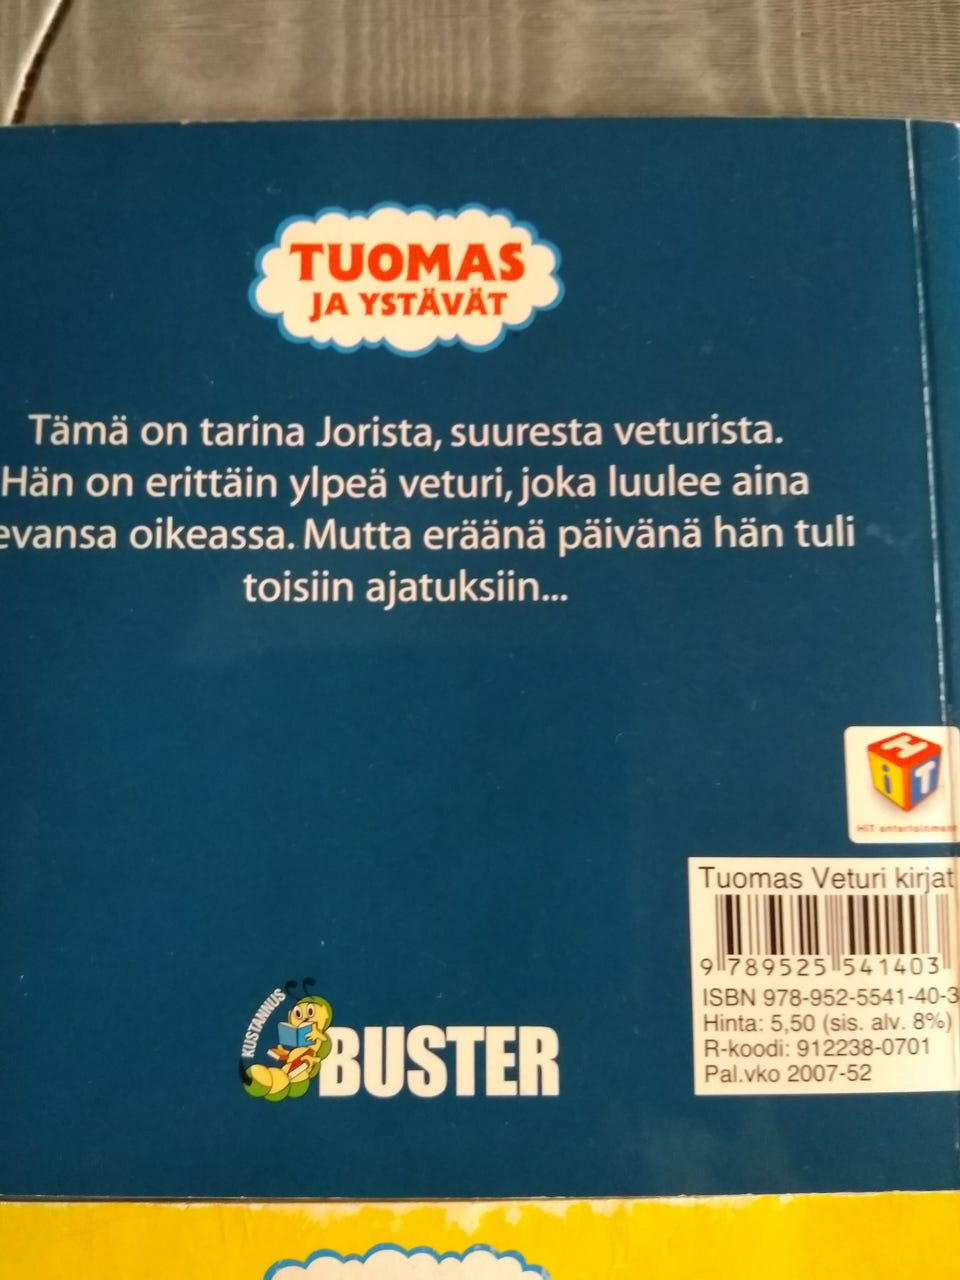 TUOMAS
JA YSTÄVÄT
Tämä on tarina Jorista, suuresta veturista.
Hän on erittäin ylpeä veturi, joka luulee aina
evansa oikeassa. Mutta eräänä päivänä hän tuli
toisiin ajatuksiin...
HiT
HiT entertainment
Tuomas Veturi kirjat
9 789525 541403
ISBN 978-952-5541-40-3
Hinta: 5,50 (sis. alv. 8%)
R-koodi: 912238-0701
Pal.vko 2007-52
KUSTANNUS
BUSTER